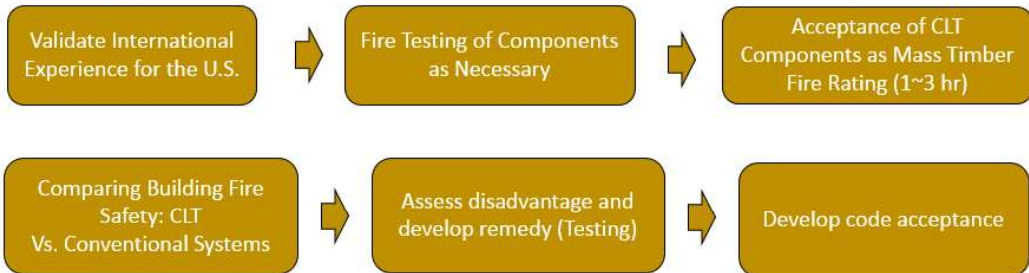 Validate International
Experience for the U.S.
Fire Testing of Components
as Necessary
Acceptance of CLT
Components as Mass Timber
Fire Rating (1~3 hr)
Comparing Building Fire
Safety: CLT
Vs. Conventional Systems
Assess disadvantage and
develop remedy (Testing)
Develop code acceptance